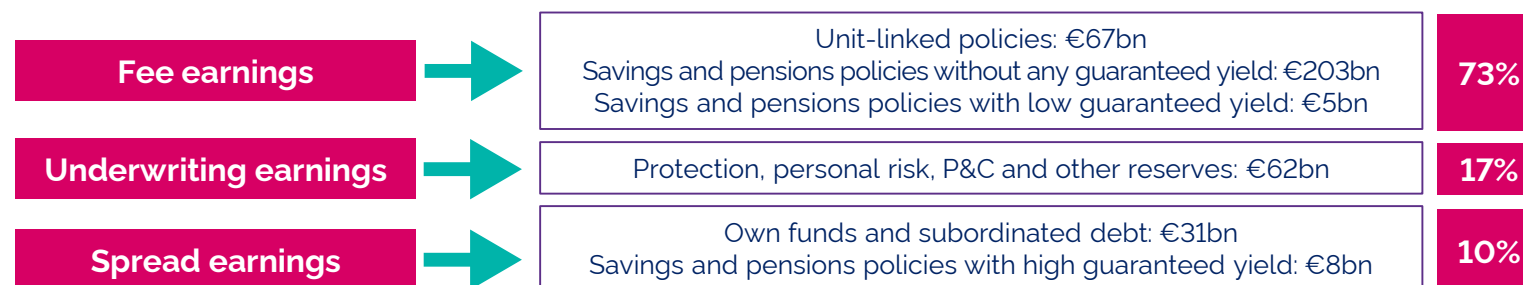 Fee earnings
Unit-linked policies: €67bn
Savings and pensions policies without any guaranteed yield: €203bn
Savings and pensions policies with low guaranteed yield: €5bn
73%
Underwriting earnings
Protection, personal risk, P&C and other reserves: €62bn
17%
Spread earnings
Own funds and subordinated debt: €31bn
Savings and pensions policies with high guaranteed yield: €8bn
10%